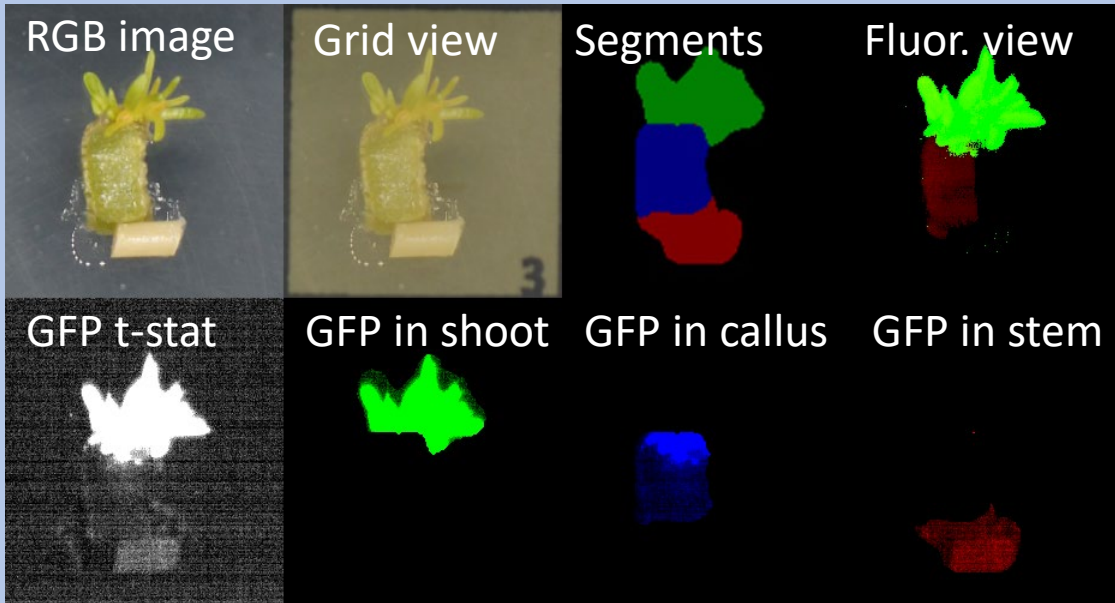 RGB image
Grid view
Segments
Fluor. view
3
GFP t-stat
GFP in shoot
GFP in callus
GFP in stem